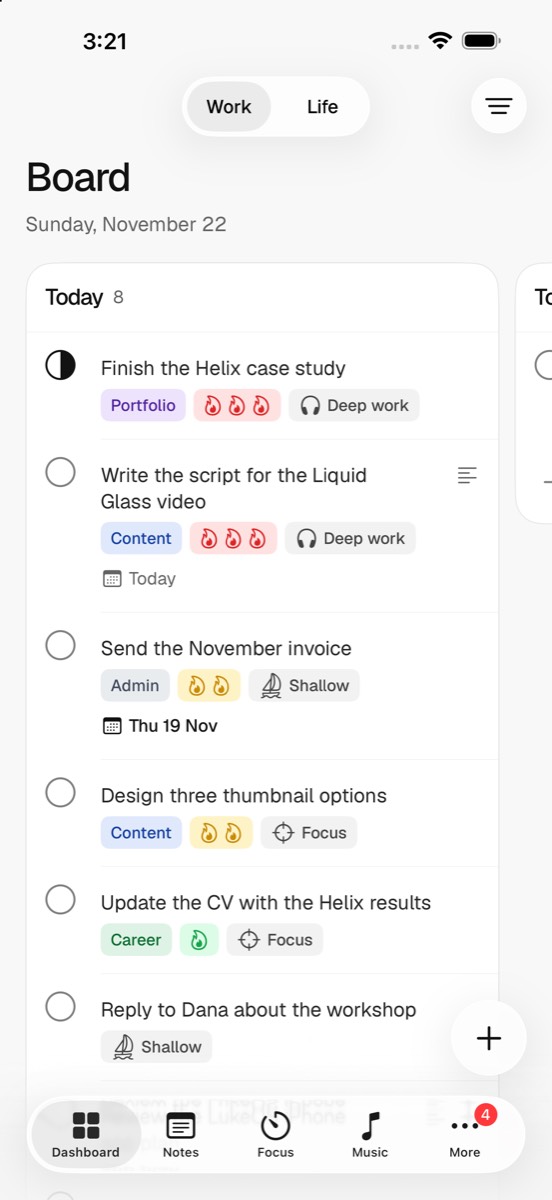 3:21
Work
Life
Board
Sunday, November 22
Today 8
Finish the Helix case study
Portfolio
Deep work
Write the script for the Liquid
Glass video
Content
Deep work
Today
Send the November invoice
Admin
Shallow
Thu 19 Nov
Design three thumbnail options
Content
Focus
Update the CV with the Helix results
Career
Focus
Reply to Dana about the workshop
Shallow
4
Dashboard
Notes
Focus
Music
More